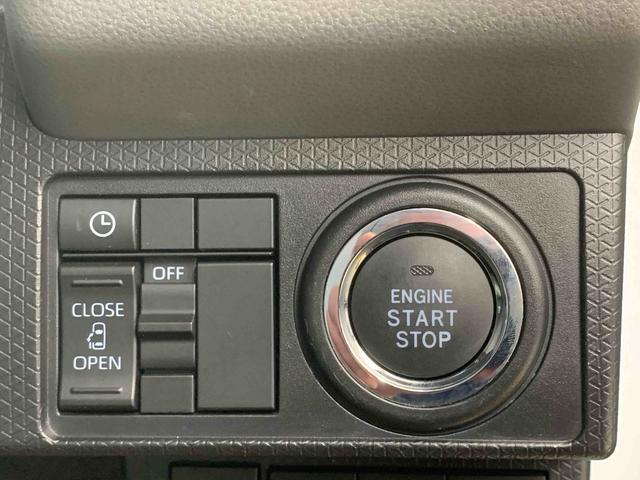 OFF
CLOSE
OPEN
ENGINE
START
STOP